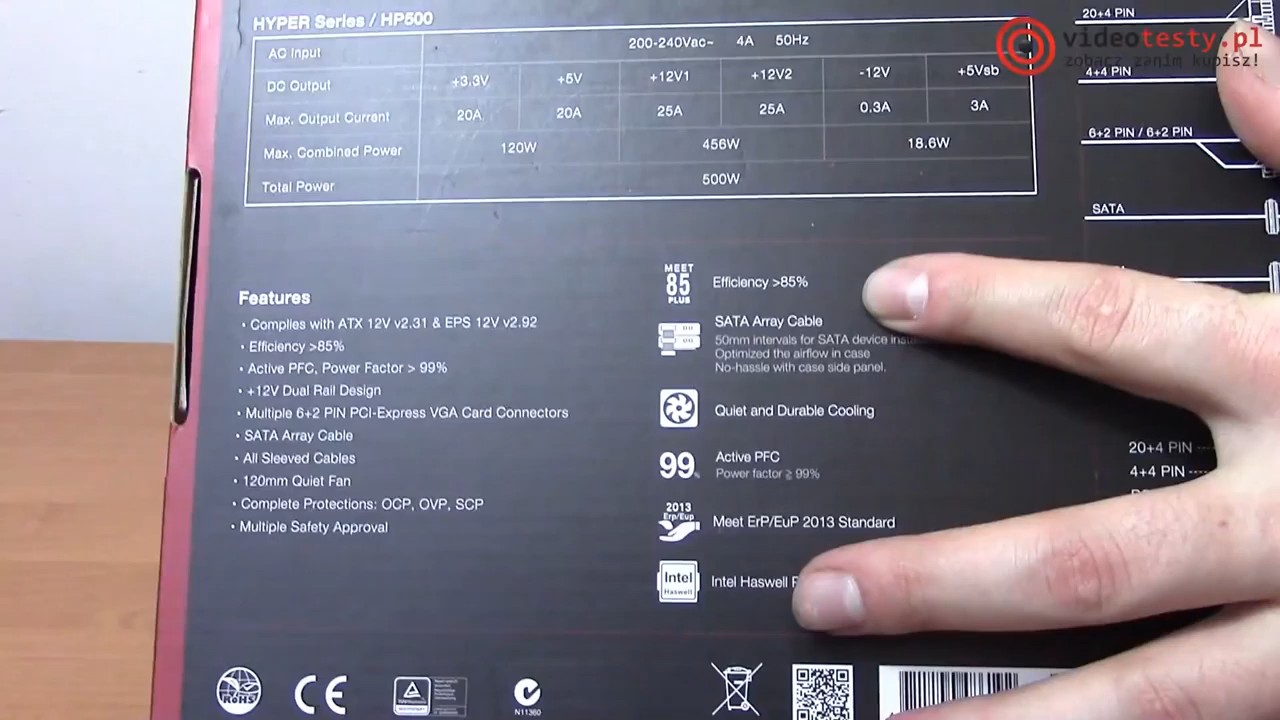 HYPER Series / HP500
AC Input 200-240Vac~ 4A 50Hz
DC Output +3.3V +5V +12V1 +12V2 -12V +5Vsb
Max. Output Current 20A 20A 25A 25A 0.3A 3A
Max. Combined Power 120W 456W 18.6W
Total Power 500W
20+4 PIN
videotesty.pl
zobacz zanim kupisz!
4+4 PIN
6+2 PIN / 6+2 PIN
SATA
Features
• Complies with ATX 12V v2.31 & EPS 12V v2.92
• Efficiency >85%
• Active PFC, Power Factor > 99%
• +12V Dual Rail Design
• Multiple 6+2 PIN PCI-Express VGA Card Connectors
• SATA Array Cable
• All Sleeved Cables
• 120mm Quiet Fan
• Complete Protections: OCP, OVP, SCP
• Multiple Safety Approval
MEET
85
PLUS
Efficiency >85%
SATA Array Cable
50mm intervals for SATA device
Optimized the airflow in case
No-hassle with case side panel.
Quiet and Durable Cooling
99%
Active PFC
Power factor ≧ 99%
2013
ErP/EuP
Meet ErP/EuP 2013 Standard
Intel
Haswell
Intel Haswell
20+4 PIN
4+4 PIN
RoHS
CE
N11360